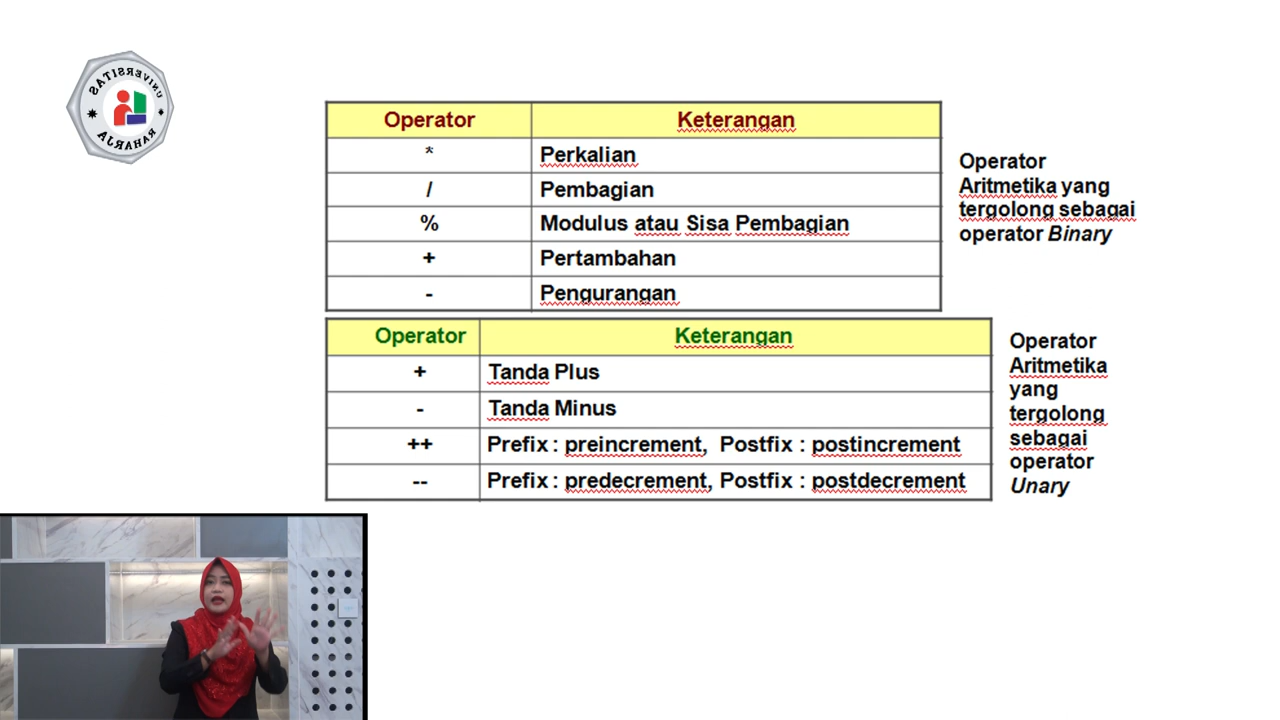 UNIVERSITAS
RAHARJA
Operator Keterangan
* Perkalian
/ Pembagian
% Modulus atau Sisa Pembagian
+ Pertambahan
- Pengurangan
Operator
Aritmetika yang
tergolong sebagai
operator Binary
Operator Keterangan
+ Tanda Plus
- Tanda Minus
++ Prefix : preincrement, Postfix : postincrement
-- Prefix : predecrement, Postfix : postdecrement
Operator
Aritmetika
yang
tergolong
sebagai
operator
Unary